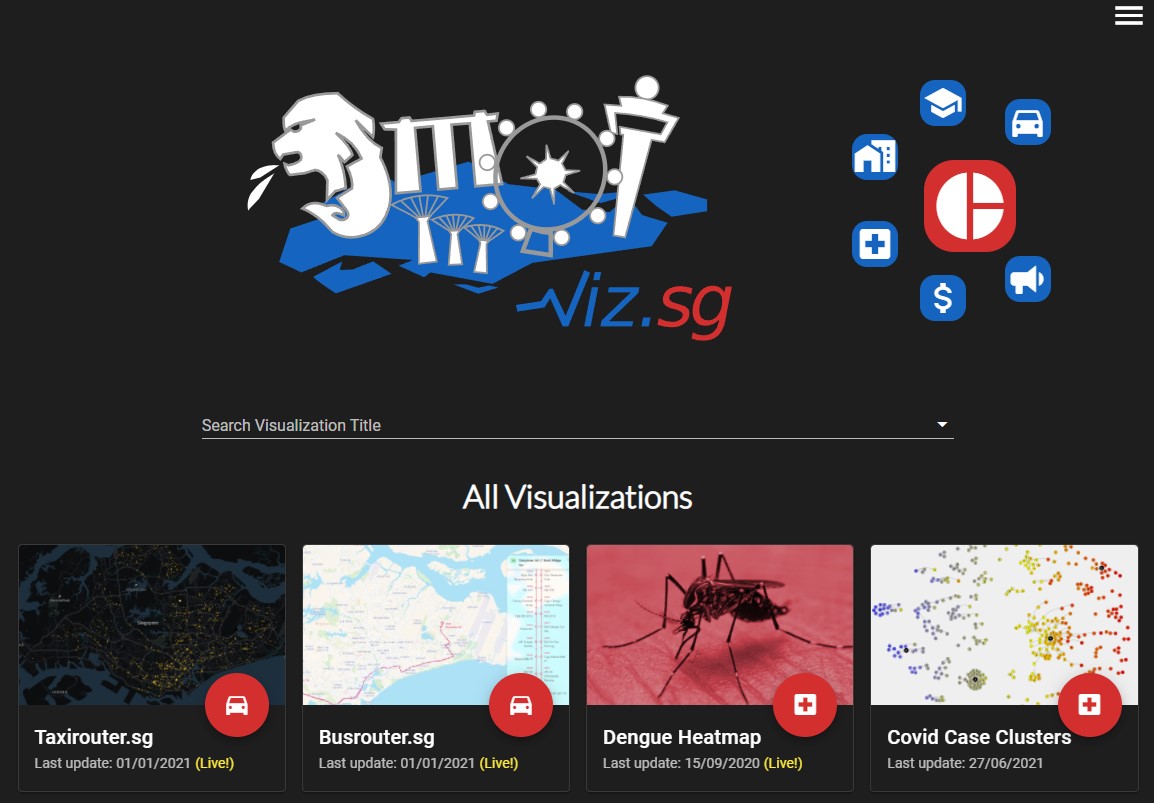 viz.sg
Search Visualization Title
All Visualizations
Taxirouter.sg
Last update: 01/01/2021 (Live!)
Busrouter.sg
Last update: 01/01/2021 (Live!)
Dengue Heatmap
Last update: 15/09/2020 (Live!)
Covid Case Clusters
Last update: 27/06/2021